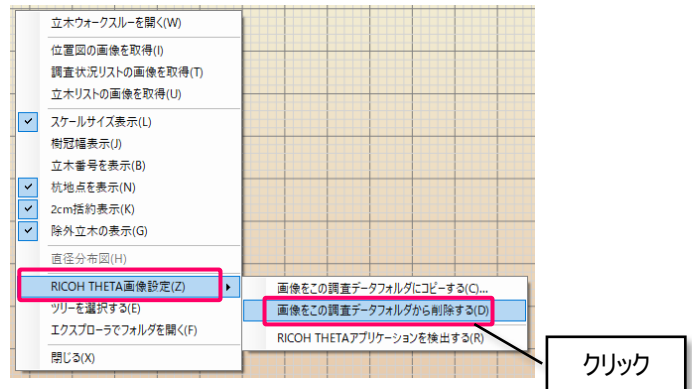 立木ウォークスルーを開く(W)
位置図の画像を取得(I)
調査状況リストの画像を取得(T)
立木リストの画像を取得(U)
スケールサイズ表示(L)
樹冠幅表示(J)
立木番号を表示(B)
杭地点を表示(N)
2cm括約表示(K)
除外立木の表示(G)
直径分布図(H)
RICOH THETA画像設定(Z)
ツリーを選択する(E)
エクスプローラでフォルダを開く(F)
閉じる(X)
画像をこの調査データフォルダにコピーする(C)...
画像をこの調査データフォルダから削除する(D)
RICOH THETAアプリケーションを検出する(R)
クリック